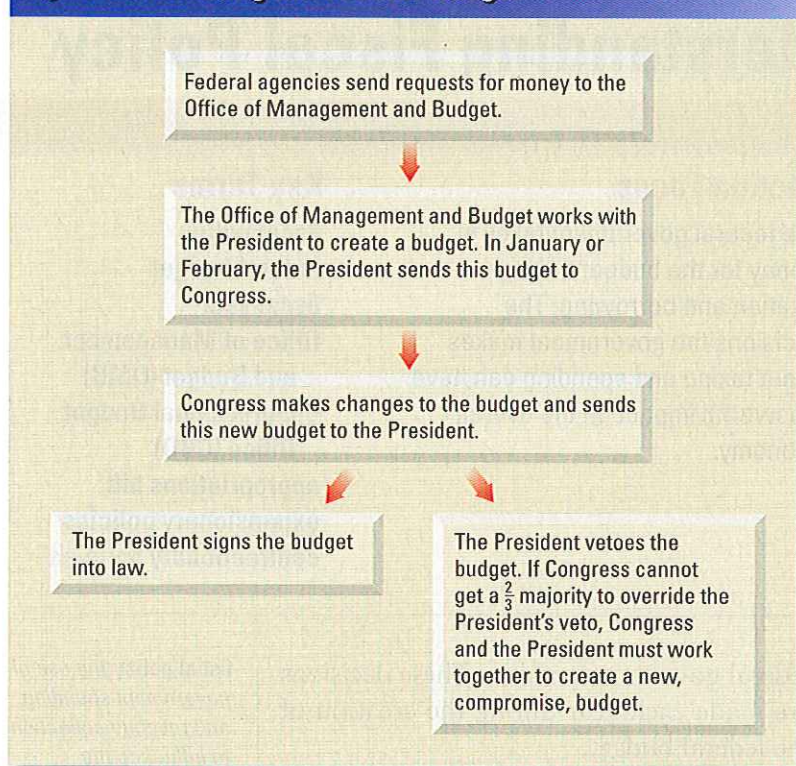 Federal agencies send requests for money to the
Office of Management and Budget.
The Office of Management and Budget works with
the President to create a budget. In January or
February, the President sends this budget to
Congress.
Congress makes changes to the budget and sends
this new budget to the President.
The President signs the budget
into law.
The President vetoes the
budget. If Congress cannot
get a 2/3 majority to override the
President's veto, Congress
and the President must work
together to create a new,
compromise, budget.